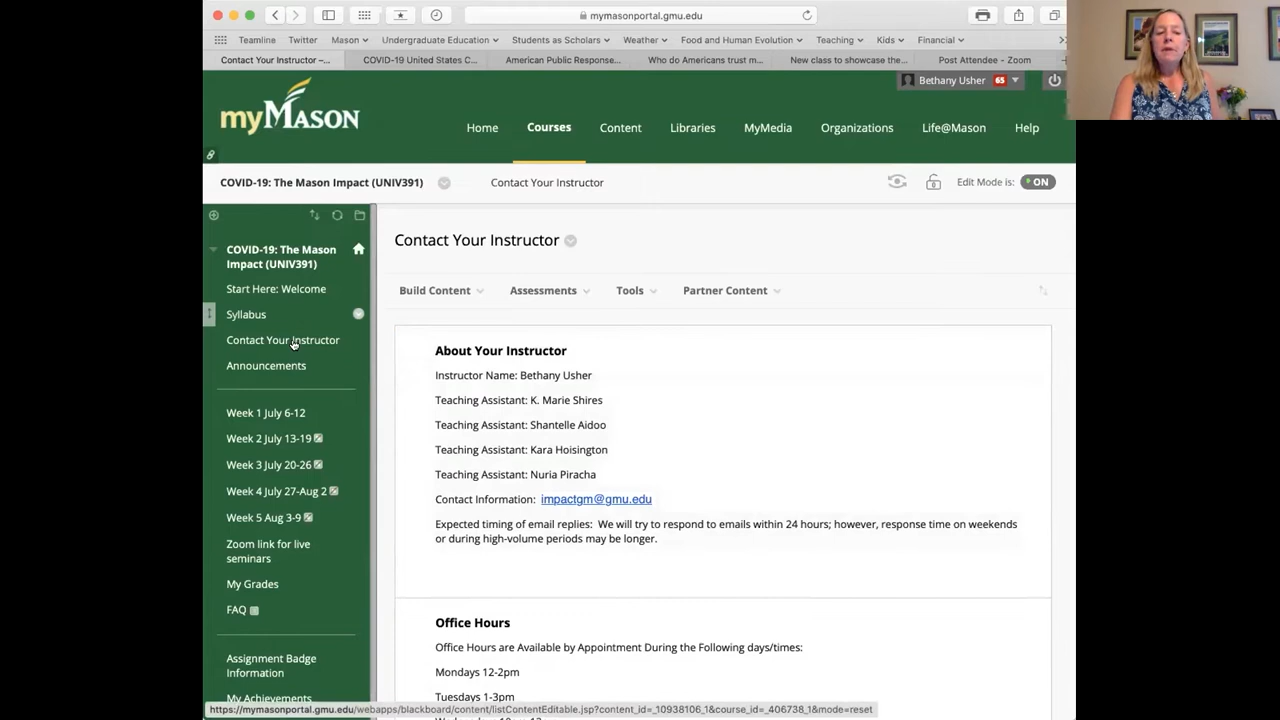 mymasonportal.gmu.edu
Teamline Twitter Mason Undergraduate Education Students as Scholars Weather Food and Human Evolution Teaching Kids Financial
Contact Your Instructor –... COVID-19 United States C... American Public Response... Who do Americans trust m... New class to showcase the... Post Attendee - Zoom
Bethany Usher 65
myMASON
Home Courses Content Libraries MyMedia Organizations Life@Mason Help
COVID-19: The Mason Impact (UNIV391) Contact Your Instructor Edit Mode is: ON
COVID-19: The Mason
Impact (UNIV391)
Start Here: Welcome
Syllabus
Contact Your Instructor
Announcements
Week 1 July 6-12
Week 2 July 13-19
Week 3 July 20-26
Week 4 July 27-Aug 2
Week 5 Aug 3-9
Zoom link for live
seminars
My Grades
FAQ
Assignment Badge
Information
My Achievements
Contact Your Instructor
Build Content Assessments Tools Partner Content
About Your Instructor
Instructor Name: Bethany Usher
Teaching Assistant: K. Marie Shires
Teaching Assistant: Shantelle Aidoo
Teaching Assistant: Kara Hoisington
Teaching Assistant: Nuria Piracha
Contact Information: impactgm@gmu.edu
Expected timing of email replies: We will try to respond to emails within 24 hours; however, response time on weekends
or during high-volume periods may be longer.
Office Hours
Office Hours are Available by Appointment During the Following days/times:
Mondays 12-2pm
Tuesdays 1-3pm
https://mymasonportal.gmu.edu/webapps/blackboard/content/listContentEditable.jsp?content_id=_10938106_1&course_id=_406738_1&mode=reset